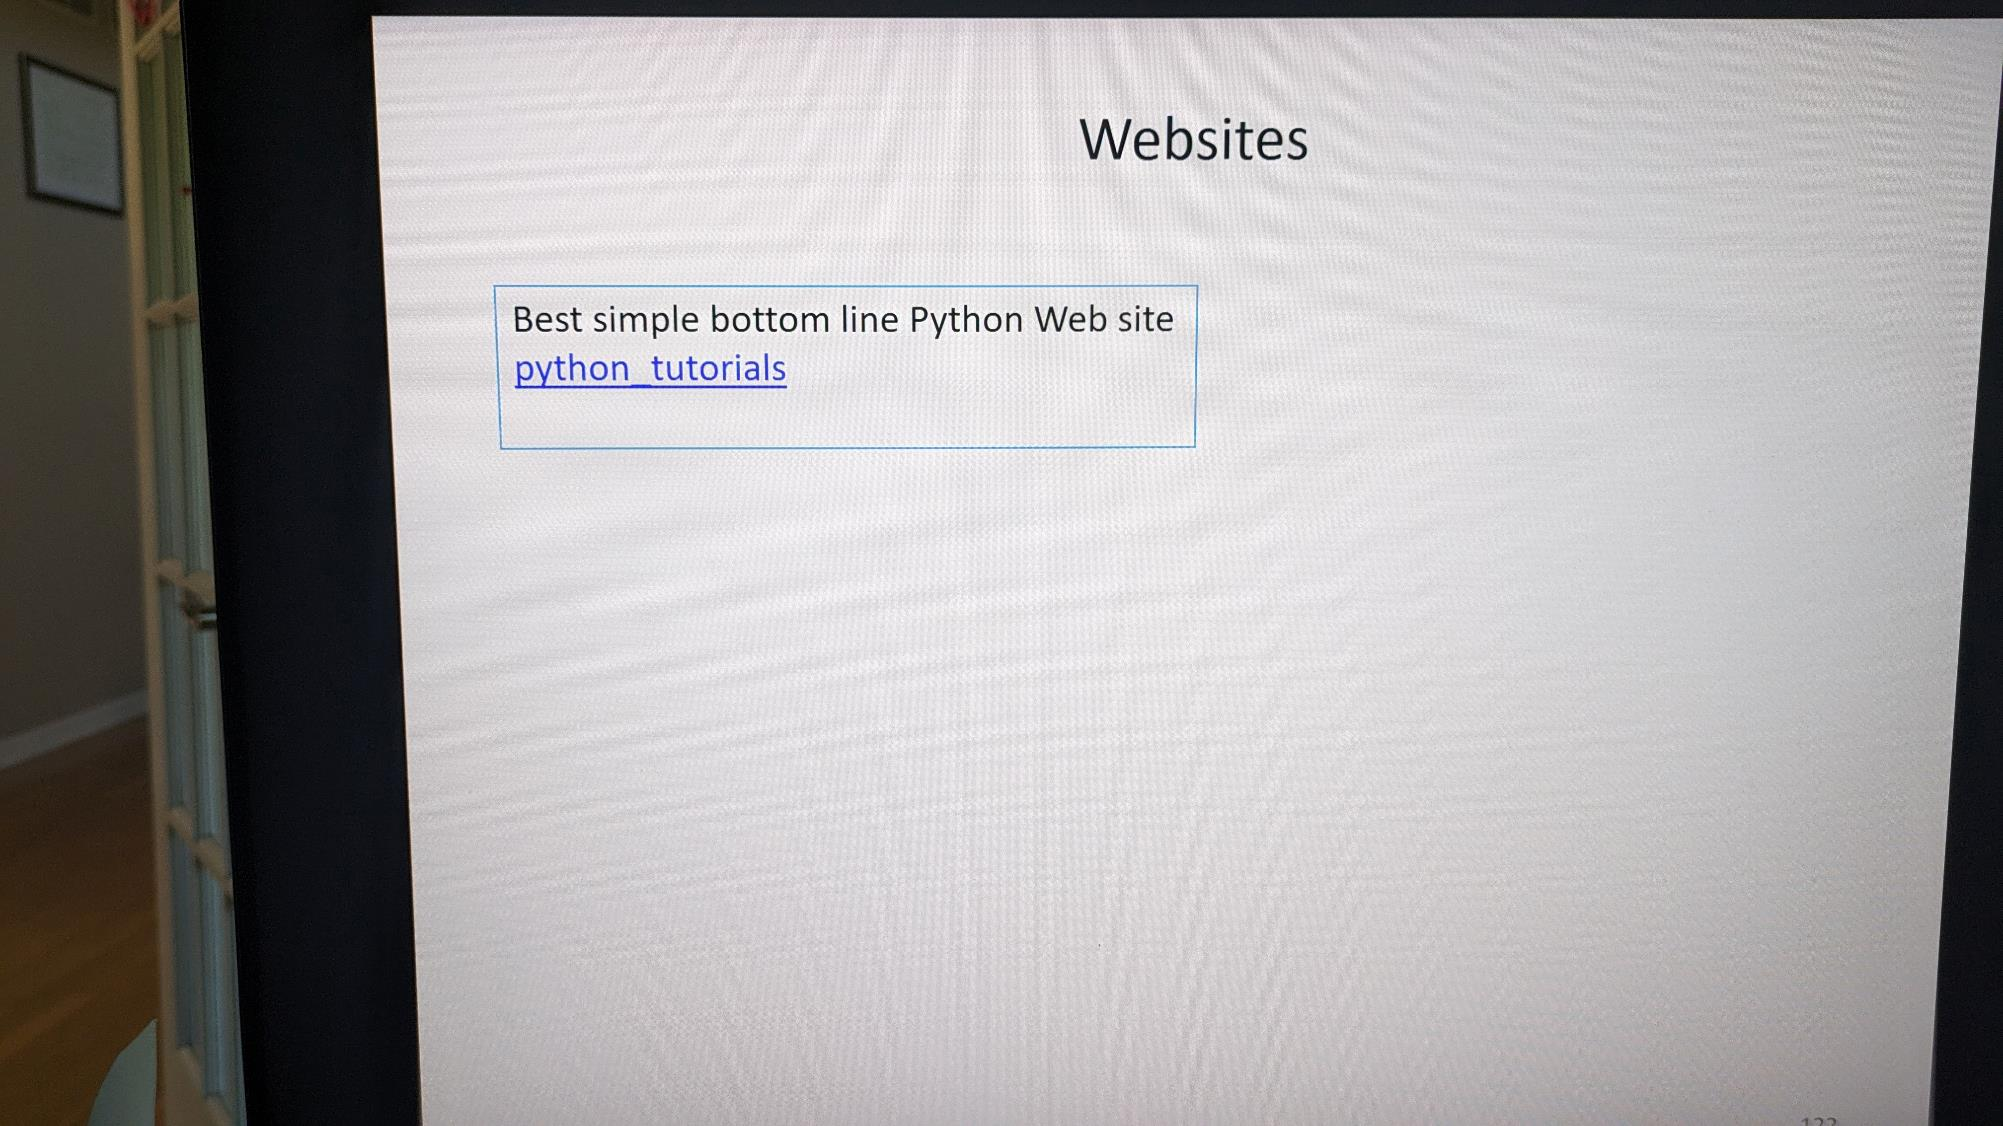 Websites
Best simple bottom line Python Web site
python_tutorials